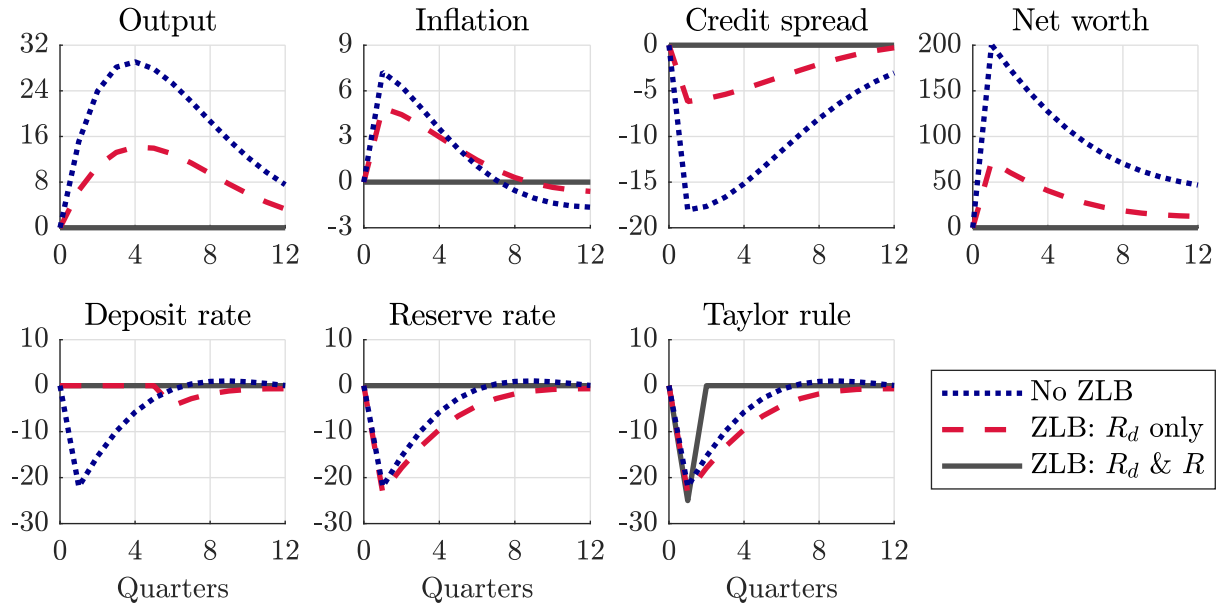 Output
Inflation
Credit spread
Net worth
32
24
16
8
0
0 4 8 12
9
6
3
0
-3
0 4 8 12
0
-5
-10
-15
-20
0 4 8 12
200
150
100
50
0
0 4 8 12
Deposit rate
Reserve rate
Taylor rule
10
0
-10
-20
-30
0 4 8 12
Quarters
10
0
-10
-20
-30
0 4 8 12
Quarters
10
0
-10
-20
-30
0 4 8 12
Quarters
No ZLB
ZLB: R_d only
ZLB: R_d & R